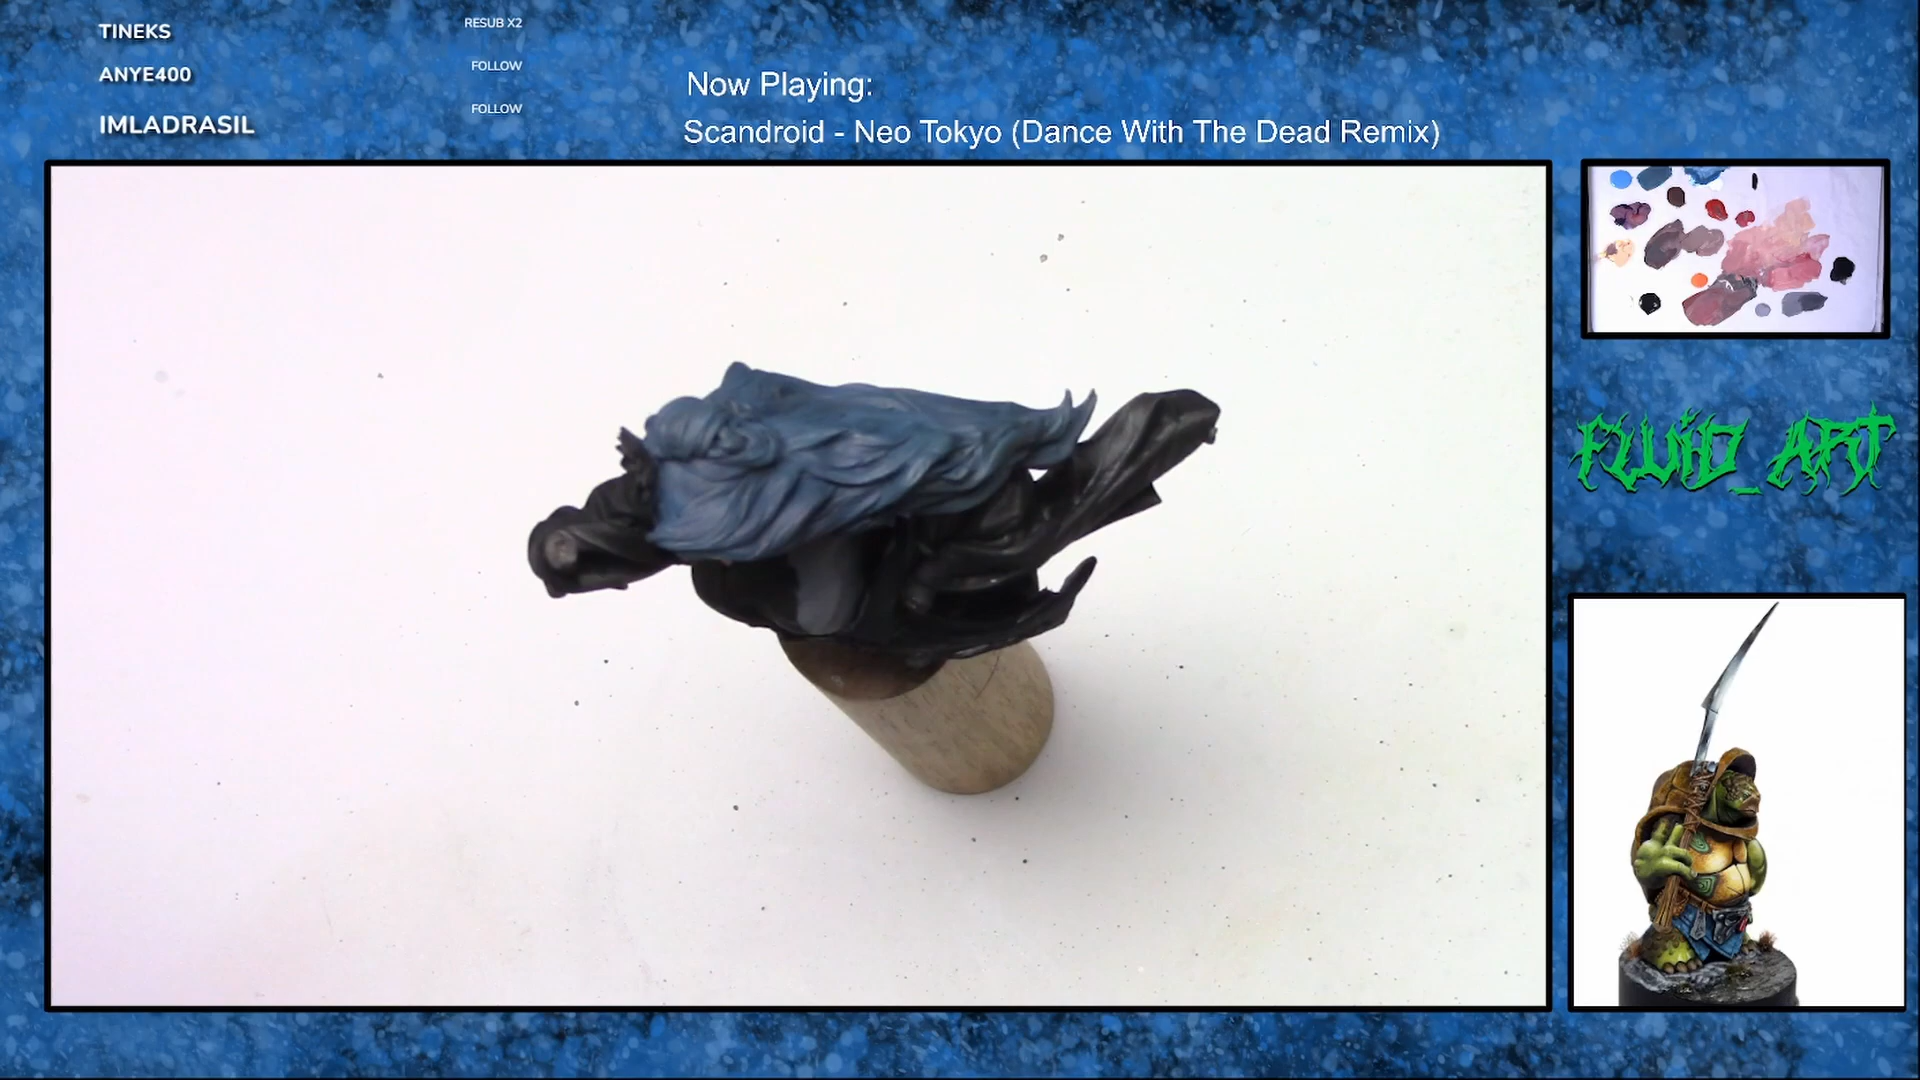 TINEKS
RESUB X2
ANYE400
FOLLOW
IMLADRASIL
FOLLOW
Now Playing:
Scandroid - Neo Tokyo (Dance With The Dead Remix)
FLUID_ART